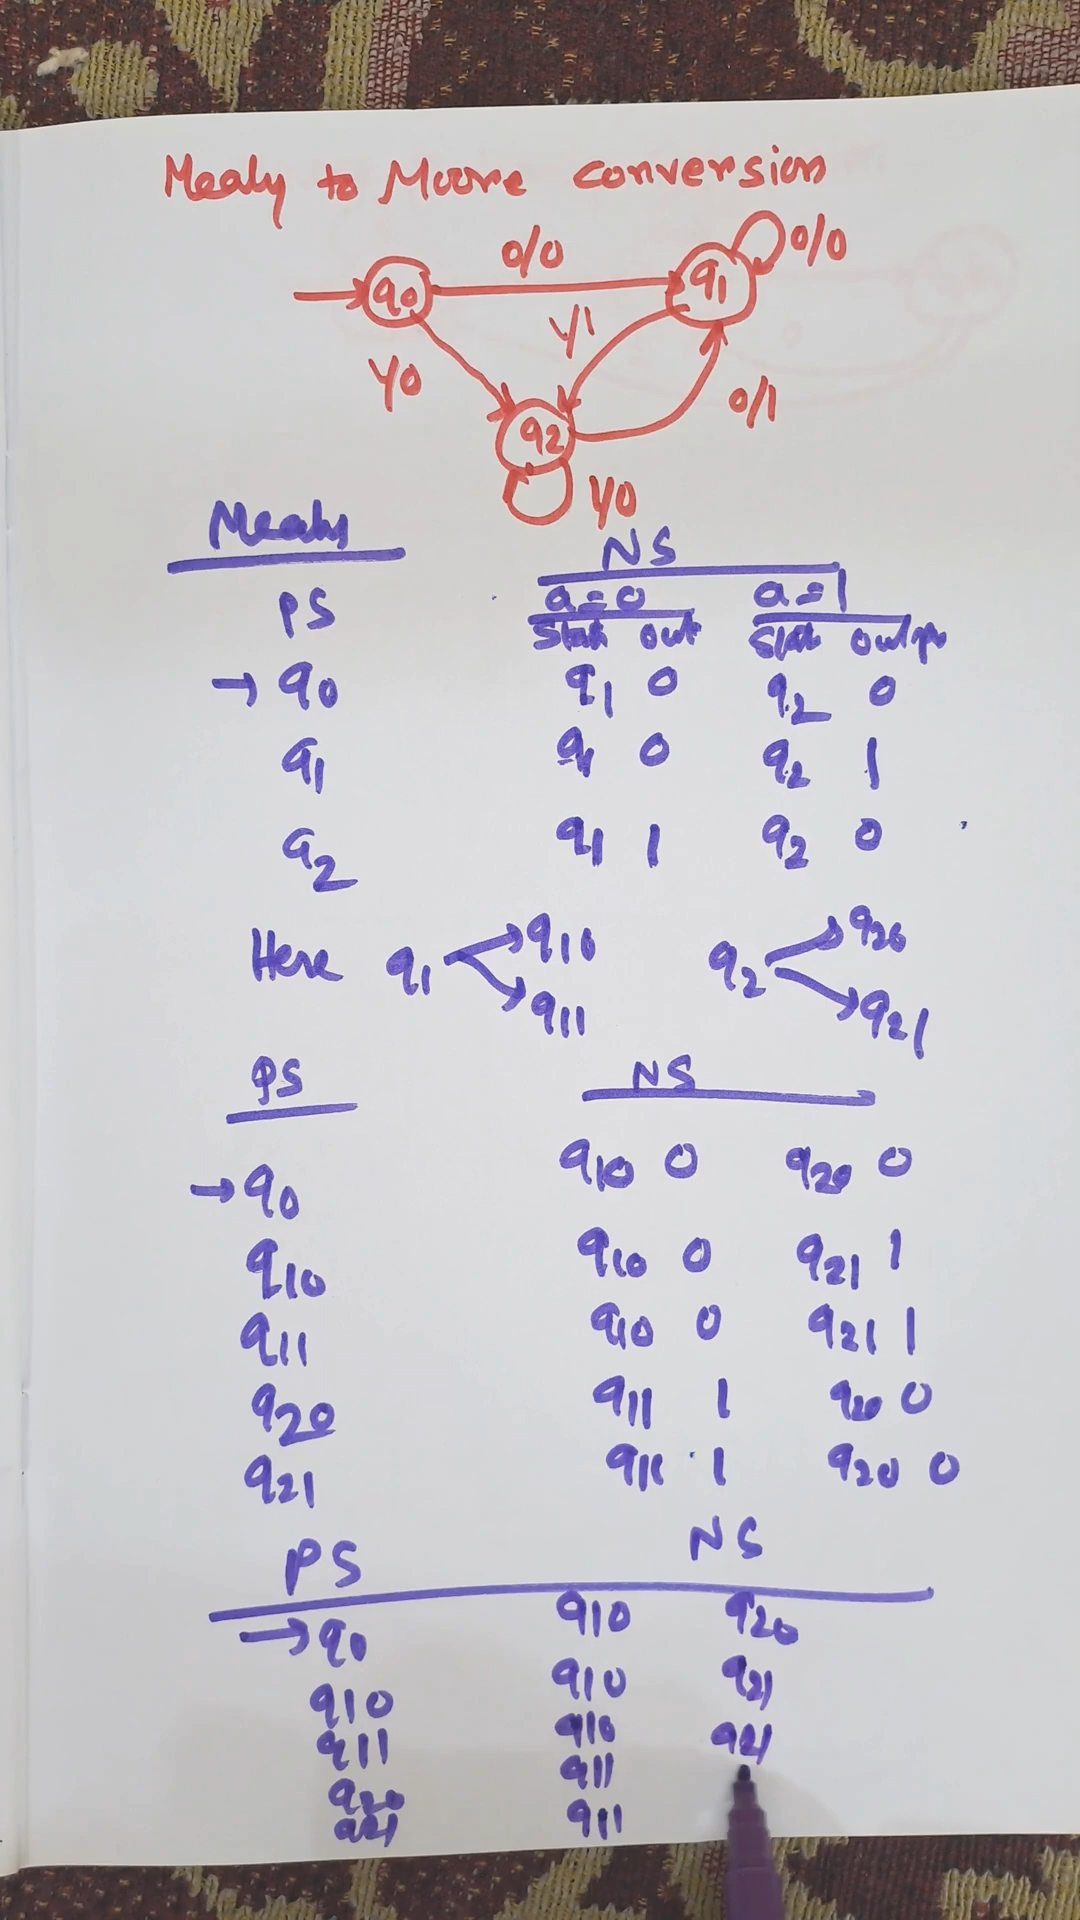 Mealy to Moore conversion
0/0
q0
q1
0/0
1/1
1/0
0/1
q2
1/0
Mealy
NS
PS
a=0 a=1
State out State
→ q0 q1 0 q2 0
q1 q1 0 q2 1
q2 q1 1 q2 0
Here q1 q10 q2 q20
q11 q21
PS NS
→ q0 q10 0 q20 0
q10 q10 0 q21 1
q11 q10 0 q21 1
q20 q11 1 q20 0
q21 q11 1 q20 0
PS NS
→ q0 q10 q20
q10 q10 q21
q11 q10 q21
q20 q11
q21 q11